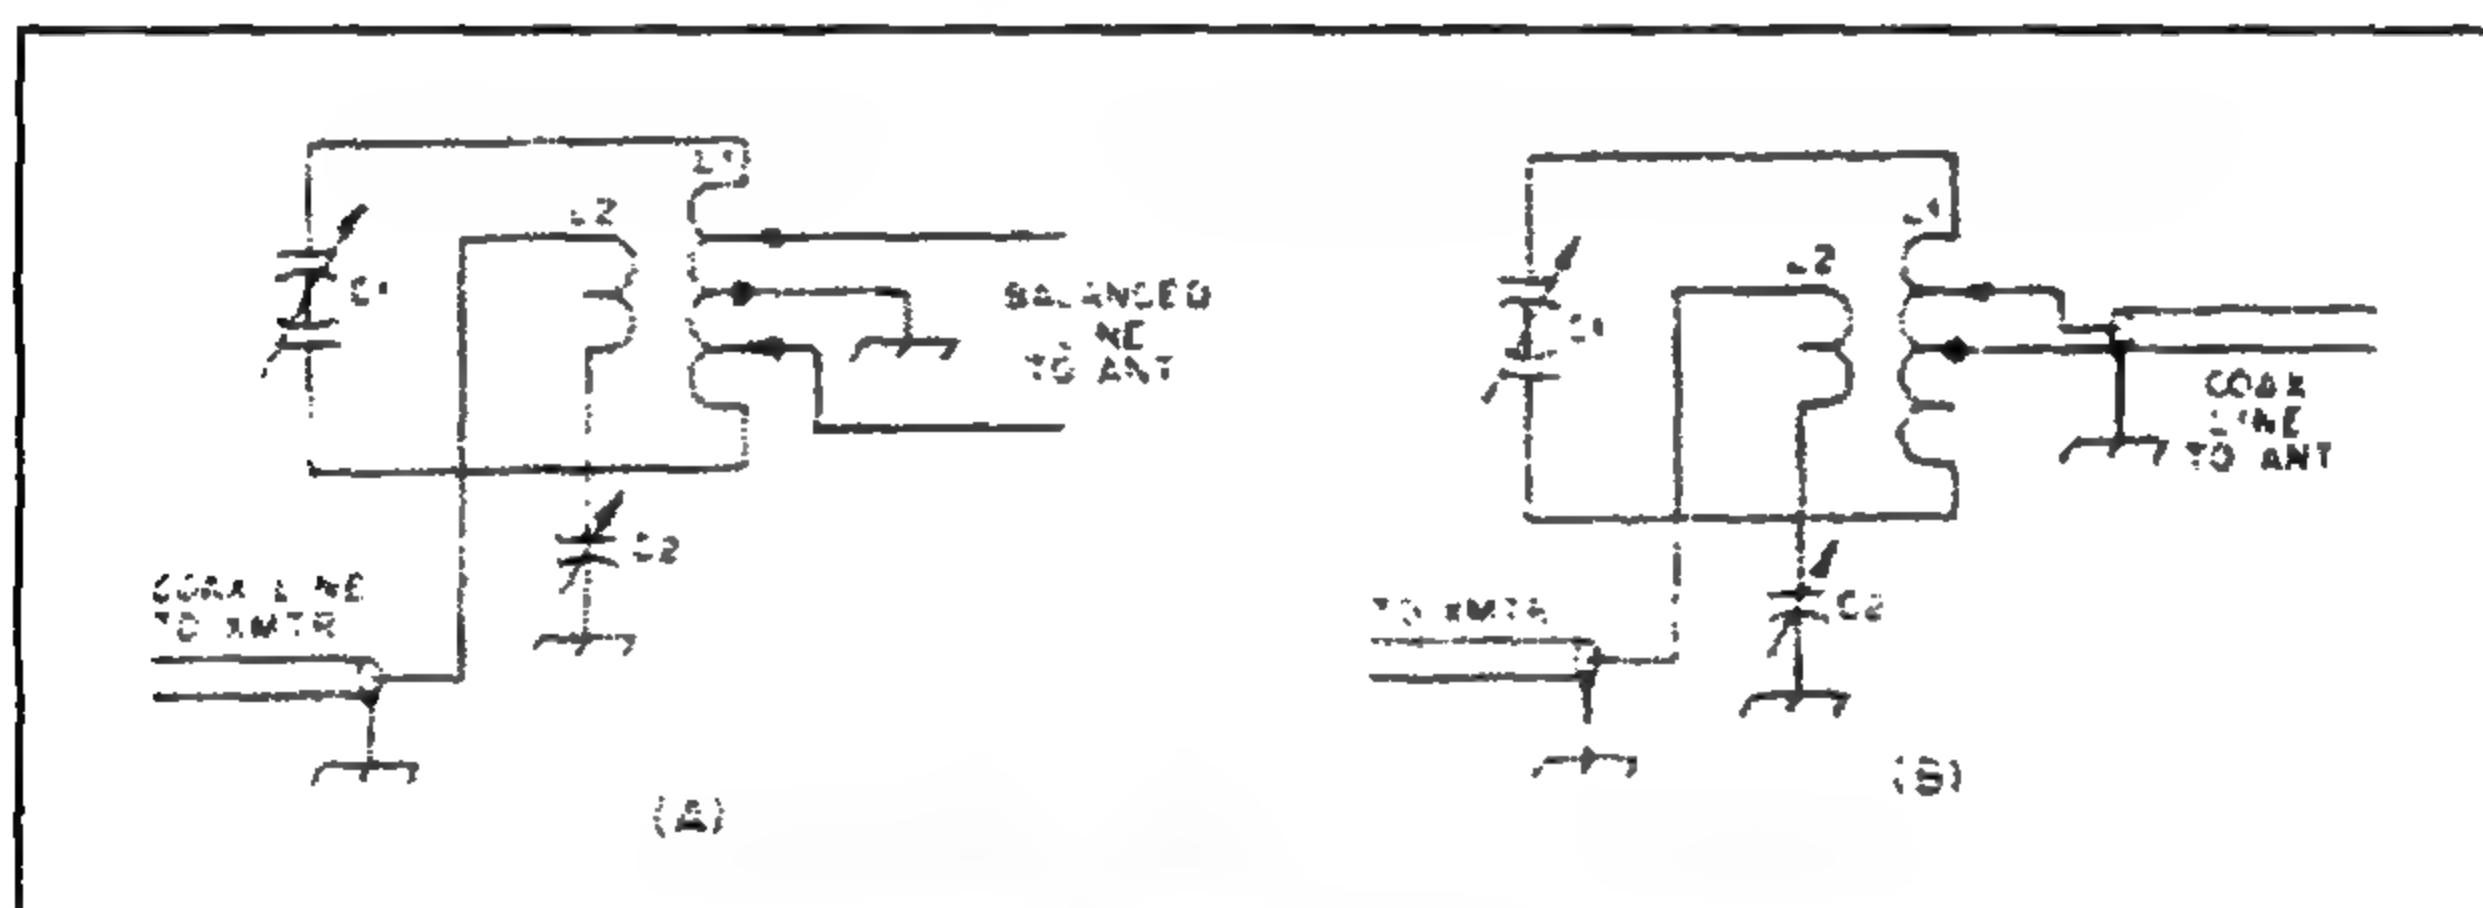 L1
L2
C1
BALANCED
LINE
TO ANT
C2
COAX LINE
TO XMTR
(A)
L1
L2
C1
COAX
LINE
TO ANT
TO XMTR
C2
(B)